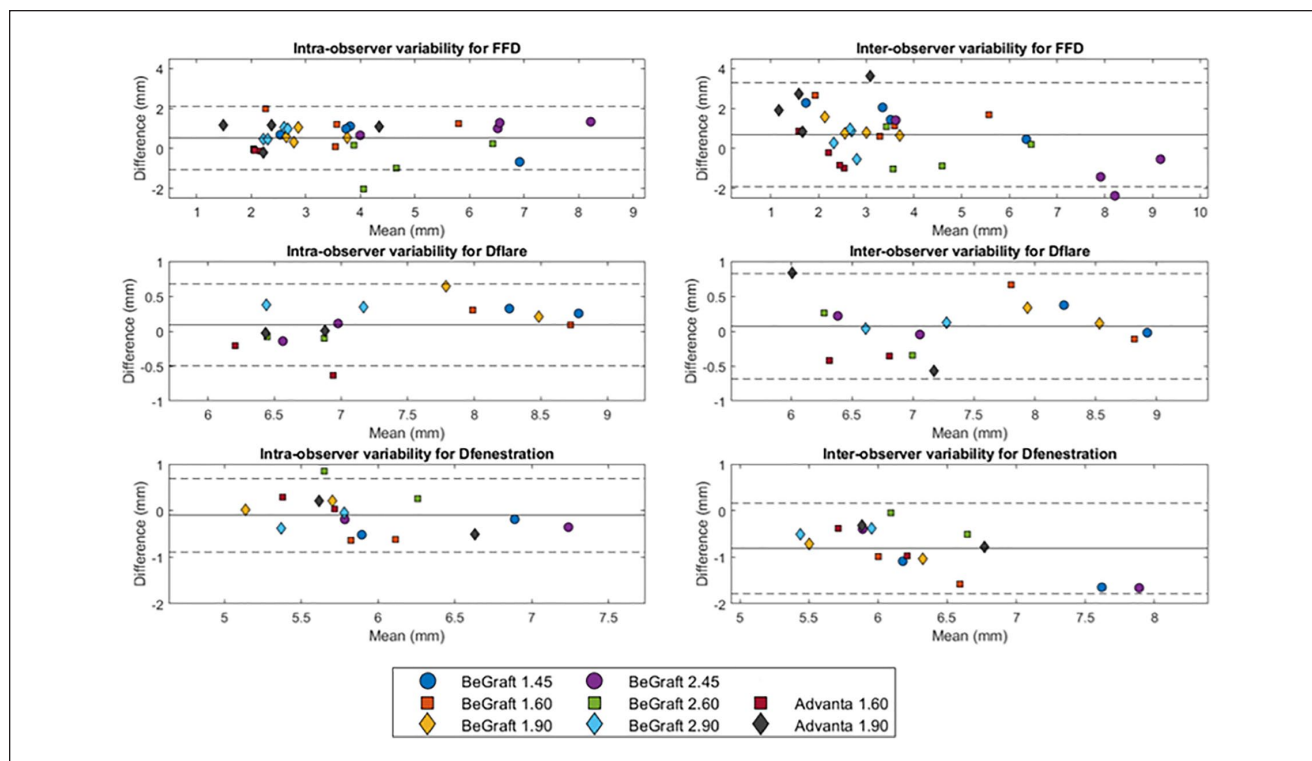 Intra-observer variability for FFD
Difference (mm)
4
2
0
-2
1 2 3 4 5 6 7 8 9
Mean (mm)
Inter-observer variability for FFD
Difference (mm)
4
2
0
-2
1 2 3 4 5 6 7 8 9 10
Mean (mm)
Intra-observer variability for Dflare
Difference (mm)
1
0.5
0
-0.5
-1
6 6.5 7 7.5 8 8.5 9
Mean (mm)
Inter-observer variability for Dflare
Difference (mm)
1
0.5
0
-0.5
-1
6 6.5 7 7.5 8 8.5 9
Mean (mm)
Intra-observer variability for Dfenestration
Difference (mm)
1
0
-1
-2
5 5.5 6 6.5 7 7.5
Mean (mm)
Inter-observer variability for Dfenestration
Difference (mm)
1
0
-1
-2
5 5.5 6 6.5 7 7.5 8
Mean (mm)
BeGraft 1.45 BeGraft 2.45
BeGraft 1.60 BeGraft 2.60 Advanta 1.60
BeGraft 1.90 BeGraft 2.90 Advanta 1.90